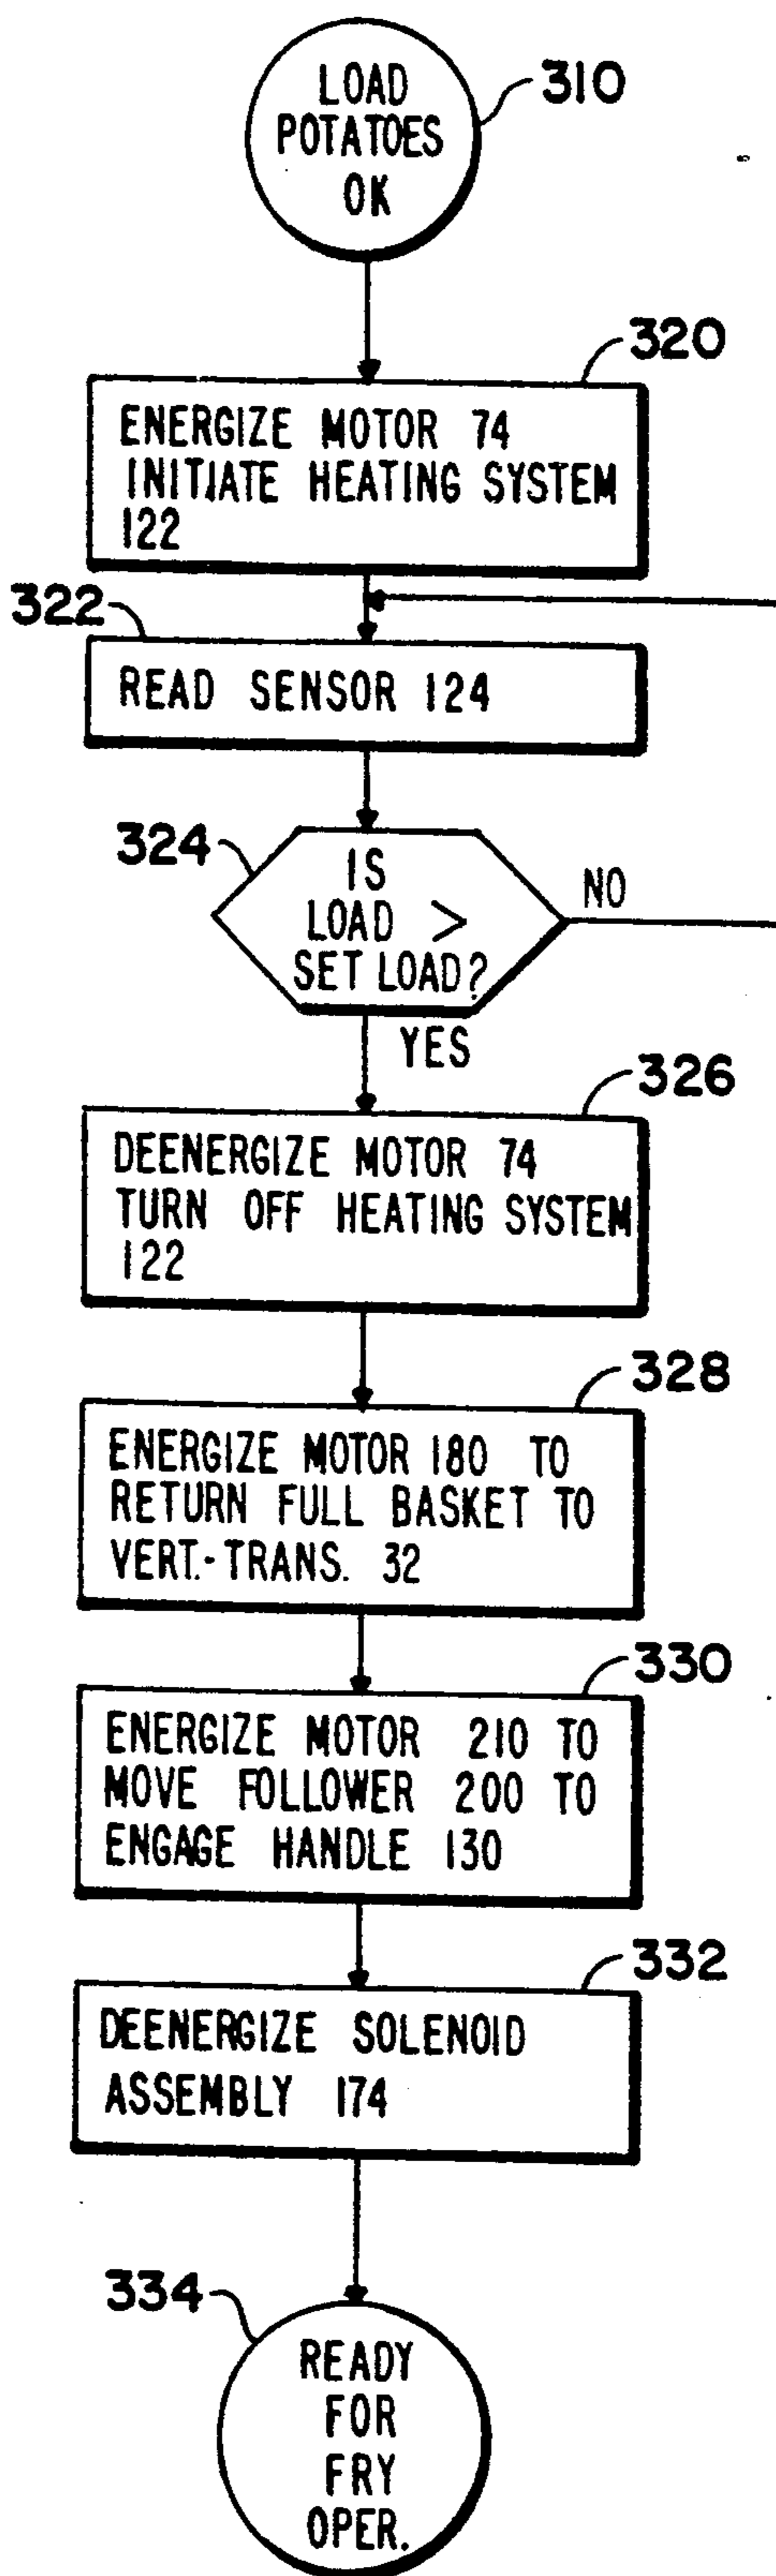 310
LOAD
POTATOES
OK
320
ENERGIZE MOTOR 74
INITIATE HEATING SYSTEM
122
322
READ SENSOR 124
324
IS
LOAD >
SET LOAD?
NO
YES
326
DEENERGIZE MOTOR 74
TURN OFF HEATING SYSTEM
122
328
ENERGIZE MOTOR 180 TO
RETURN FULL BASKET TO
VERT.-TRANS. 32
330
ENERGIZE MOTOR 210 TO
MOVE FOLLOWER 200 TO
ENGAGE HANDLE 130
332
DEENERGIZE SOLENOID
ASSEMBLY 174
334
READY
FOR
FRY
OPER.